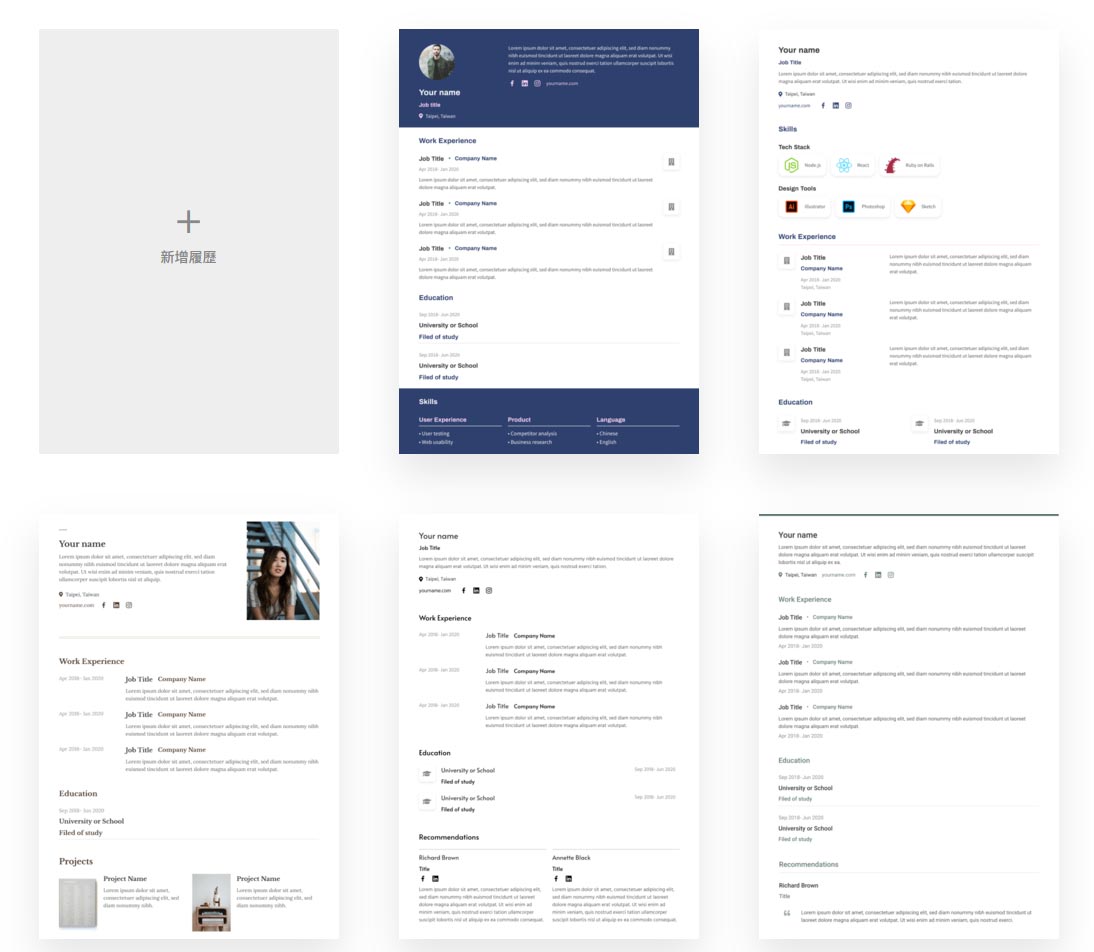 新增履歷
Your name
Job title
Taipei, Taiwan
Lorem ipsum dolor sit amet, consectetuer adipiscing elit, sed diam nonummy
nibh euismod tincidunt ut laoreet dolore magna aliquam erat volutpat. Ut wisi
enim ad minim veniam, quis nostrud exerci tation ullamcorper suscipit lobortis
nisl ut aliquip ex ea commodo consequat.
yourname.com
Work Experience
Job Title • Company Name
Apr 2018- Jan 2020
Lorem ipsum dolor sit amet, consectetuer adipiscing elit, sed diam nonummy nibh euismod tincidunt ut laoreet
dolore magna aliquam erat volutpat.
Job Title • Company Name
Apr 2018- Jan 2020
Lorem ipsum dolor sit amet, consectetuer adipiscing elit, sed diam nonummy nibh euismod tincidunt ut laoreet
dolore magna aliquam erat volutpat.
Job Title • Company Name
Apr 2018- Jan 2020
Lorem ipsum dolor sit amet, consectetuer adipiscing elit, sed diam nonummy nibh euismod tincidunt ut laoreet
dolore magna aliquam erat volutpat.
Education
Sep 2018- Jun 2020
University or School
Filed of study
Sep 2018- Jun 2020
University or School
Filed of study
Skills
User Experience
• User testing
• Web usability
Product
• Competitor analysis
• Business research
Language
• Chinese
• English
Your name
Job Title
Lorem ipsum dolor sit amet, consectetuer adipiscing elit, sed diam nonummy nibh euismod tincidunt ut laoreet dolore
magna aliquam erat volutpat. Ut wisi enim ad minim veniam, quis nostrud exerci tation.
Taipei, Taiwan
yourname.com
Skills
Tech Stack
Node.js
React
Ruby on Rails
Design Tools
Illustrator
Photoshop
Sketch
Work Experience
Job Title
Company Name
Apr 2018- Jan 2020
Taipei, Taiwan
Lorem ipsum dolor sit amet, consectetuer adipiscing elit, sed diam
nonummy nibh euismod tincidunt ut laoreet dolore magna aliquam
erat volutpat.
Job Title
Company Name
Apr 2018- Jan 2020
Taipei, Taiwan
Lorem ipsum dolor sit amet, consectetuer adipiscing elit, sed diam
nonummy nibh euismod tincidunt ut laoreet dolore magna aliquam
erat volutpat.
Job Title
Company Name
Apr 2018- Jan 2020
Taipei, Taiwan
Lorem ipsum dolor sit amet, consectetuer adipiscing elit, sed diam
nonummy nibh euismod tincidunt ut laoreet dolore magna aliquam
erat volutpat.
Education
Sep 2018- Jun 2020
University or School
Filed of study
Sep 2018- Jun 2020
University or School
Filed of study
Your name
Lorem ipsum dolor sit amet, consectetuer adipiscing elit, sed diam
nonummy nibh euismod tincidunt ut laoreet dolore magna aliquam erat
volutpat. Ut wisi enim ad minim veniam, quis nostrud exerci tation
ullamcorper suscipit lobortis nisl ut aliquip.
Taipei, Taiwan
yourname.com
Work Experience
Apr 2018- Jan 2020
Job Title Company Name
Lorem ipsum dolor sit amet, consectetuer adipiscing elit, sed diam nonummy nibh
euismod tincidunt ut laoreet dolore magna aliquam erat volutpat.
Apr 2018- Jan 2020
Job Title Company Name
Lorem ipsum dolor sit amet, consectetuer adipiscing elit, sed diam nonummy nibh
euismod tincidunt ut laoreet dolore magna aliquam erat volutpat.
Apr 2018- Jan 2020
Job Title Company Name
Lorem ipsum dolor sit amet, consectetuer adipiscing elit, sed diam nonummy nibh
euismod tincidunt ut laoreet dolore magna aliquam erat volutpat.
Education
Sep 2018- Jun 2020
University or School
Filed of study
Projects
Project Name
Lorem ipsum dolor sit
amet, consectetuer
adipiscing elit, sed
diam nonummy nibh.
Project Name
Lorem ipsum dolor sit
amet, consectetuer
adipiscing elit, sed
diam nonummy nibh.
Your name
Job Title
Lorem ipsum dolor sit amet, consectetuer adipiscing elit, sed diam nonummy nibh euismod tincidunt ut laoreet dolore
magna aliquam erat volutpat. Ut wisi enim ad minim veniam, quis nostrud exerci tation.
Taipei, Taiwan
yourname.com
Work Experience
Apr 2018- Jan 2020
Job Title Company Name
Lorem ipsum dolor sit amet, consectetuer adipiscing elit, sed diam nonummy nibh
euismod tincidunt ut laoreet dolore magna aliquam erat volutpat.
Apr 2018- Jan 2020
Job Title Company Name
Lorem ipsum dolor sit amet, consectetuer adipiscing elit, sed diam nonummy nibh
euismod tincidunt ut laoreet dolore magna aliquam erat volutpat.
Apr 2018- Jan 2020
Job Title Company Name
Lorem ipsum dolor sit amet, consectetuer adipiscing elit, sed diam nonummy nibh
euismod tincidunt ut laoreet dolore magna aliquam erat volutpat.
Education
University or School
Sep 2018- Jun 2020
Filed of study
University or School
Sep 2018- Jun 2020
Filed of study
Recommendations
Richard Brown
Title
Lorem ipsum dolor sit amet, consectetuer adipiscing elit,
sed diam nonummy nibh euismod tincidunt ut laoreet
dolore magna aliquam erat volutpat. Ut wisi enim ad
minim veniam, quis nostrud exerci tation ullamcorper
suscipit lobortis nisl ut aliquip ex ea commodo consequat.
Annette Black
Title
Lorem ipsum dolor sit amet, consectetuer adipiscing elit,
sed diam nonummy nibh euismod tincidunt ut laoreet
dolore magna aliquam erat volutpat. Ut wisi enim ad
minim veniam, quis nostrud exerci tation ullamcorper
suscipit lobortis nisl ut aliquip ex ea commodo consequat.
Your name
Lorem ipsum dolor sit amet, consectetuer adipiscing elit, sed diam nonummy nibh euismod tincidunt ut laoreet
dolore magna aliquam erat volutpat. Ut wisi enim ad minim veniam, quis nostrud exerci tation ullamcorper suscipit
lobortis nisl ut aliquip ex ea.
Taipei, Taiwan yourname.com
Work Experience
Job Title • Company Name
Lorem ipsum dolor sit amet, consectetuer adipiscing elit, sed diam nonummy nibh euismod tincidunt ut laoreet
dolore magna aliquam erat volutpat.
Apr 2018- Jan 2020
Job Title • Company Name
Lorem ipsum dolor sit amet, consectetuer adipiscing elit, sed diam nonummy nibh euismod tincidunt ut laoreet
dolore magna aliquam erat volutpat.
Apr 2018- Jan 2020
Job Title • Company Name
Lorem ipsum dolor sit amet, consectetuer adipiscing elit, sed diam nonummy nibh euismod tincidunt ut laoreet
dolore magna aliquam erat volutpat.
Apr 2018- Jan 2020
Education
Sep 2018- Jun 2020
University or School
Filed of study
Sep 2018- Jun 2020
University or School
Filed of study
Recommendations
Richard Brown
Title
Lorem ipsum dolor sit amet, consectetuer adipiscing elit, sed diam nonummy nibh euismod tincidunt ut
laoreet dolore magna aliquam erat volutpat. Ut wisi enim ad minim veniam, quis nostrud exerci.